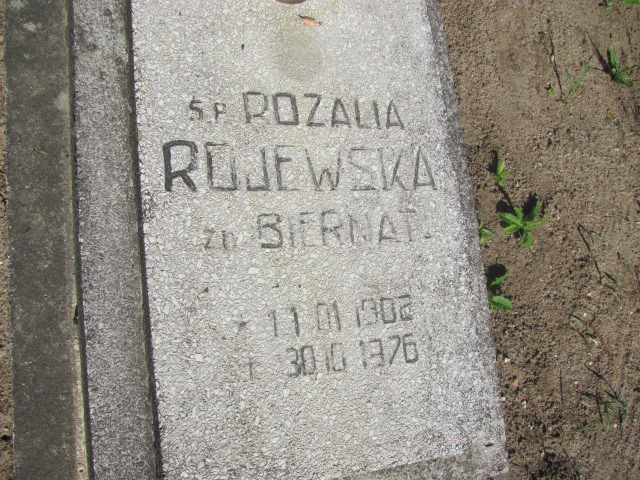 Ś.P ROZALIA
ROJEWSKA
ZD BIERNAT.
* 11 01 1902
† 30 10 1976